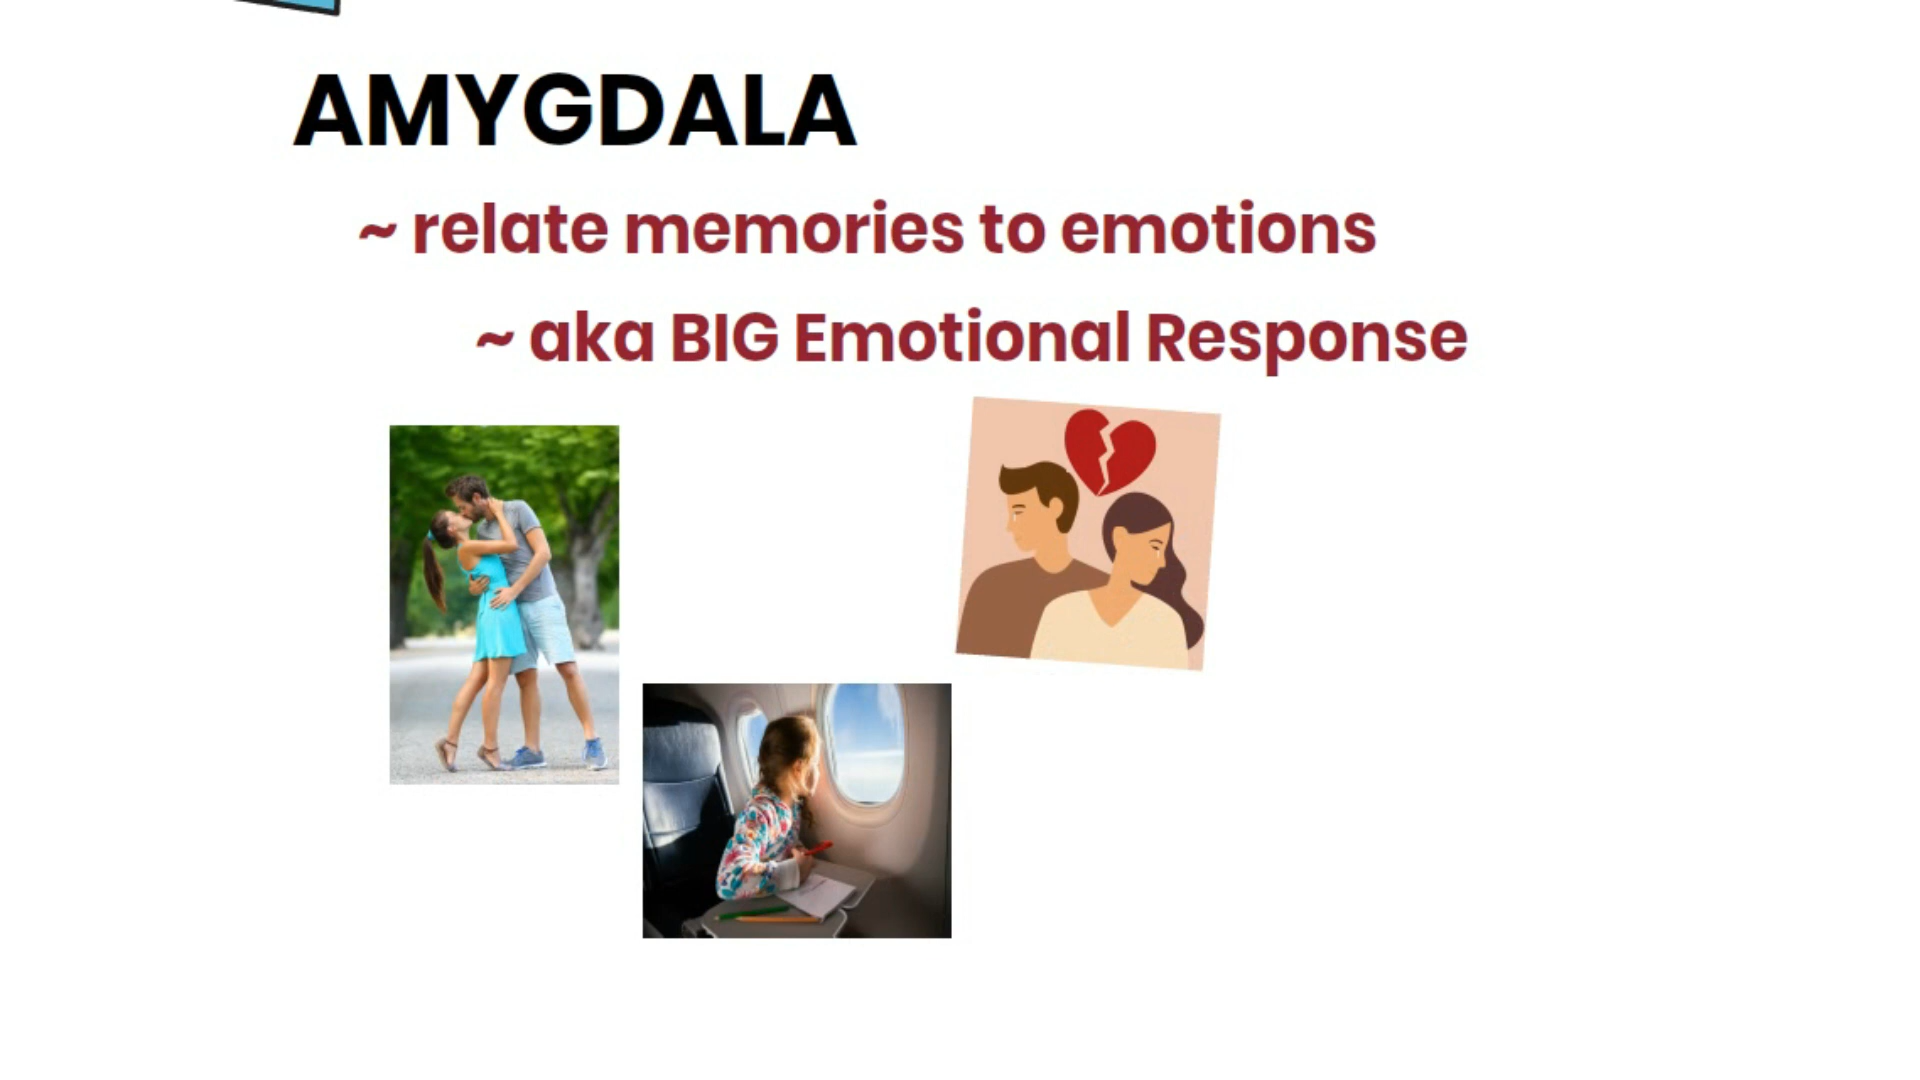 AMYGDALA
~ relate memories to emotions
~ aka BIG Emotional Response